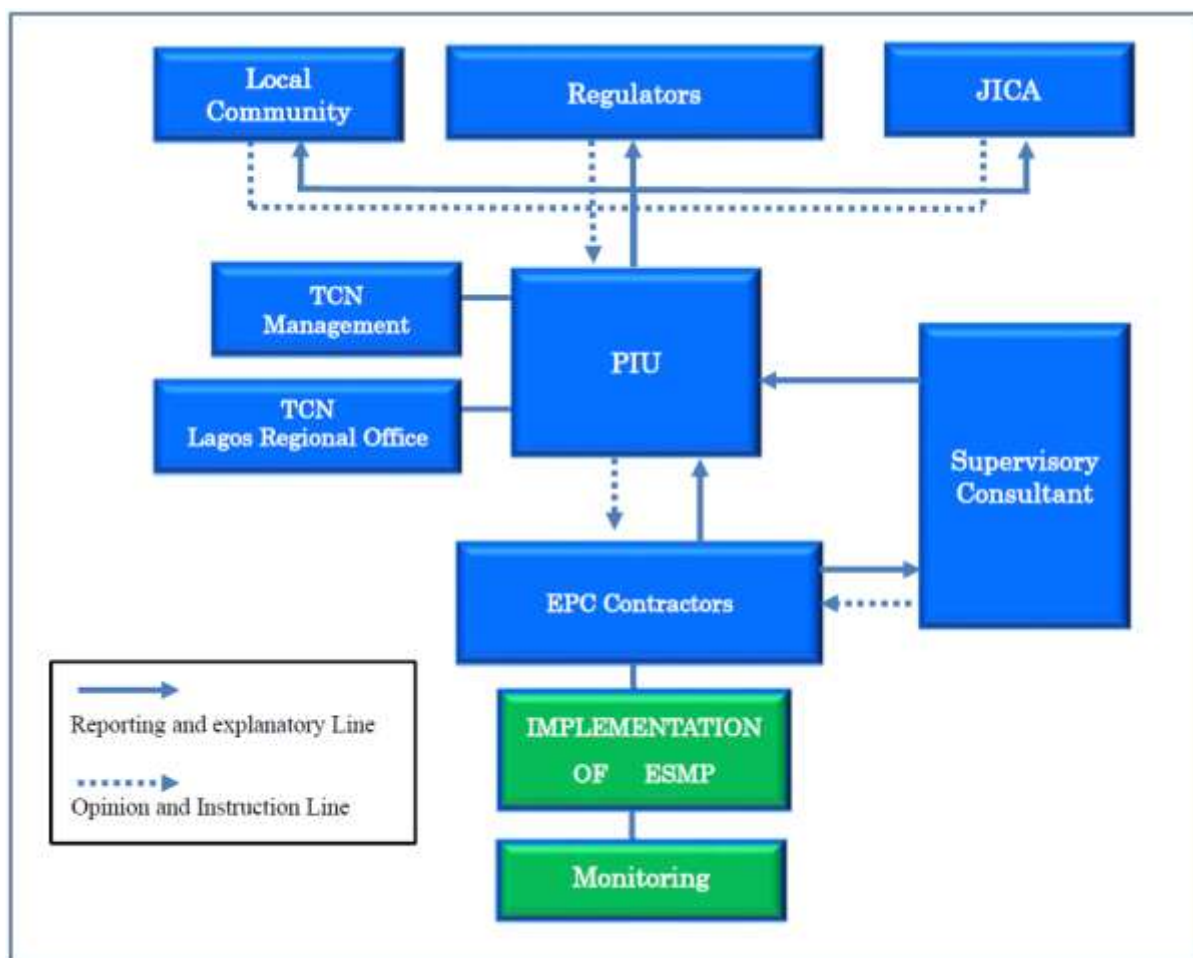 Local
Community
Regulators
JICA
TCN
Management
PIU
TCN
Lagos Regional Office
Supervisory
Consultant
EPC Contractors
Reporting and explanatory Line
Opinion and Instruction Line
IMPLEMENTATION
OF ESMP
Monitoring